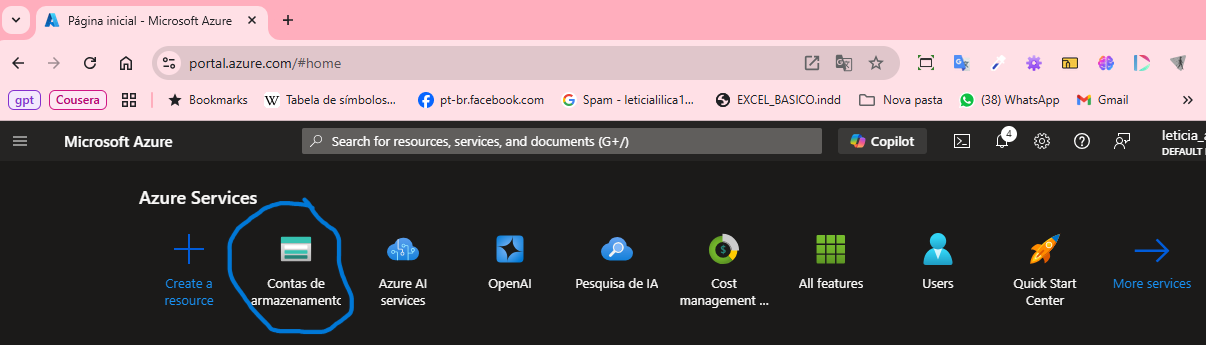 Página inicial - Microsoft Azure
portal.azure.com/#home
gpt
Cousera
Bookmarks
Tabela de símbolos...
pt-br.facebook.com
Spam - leticialilica1...
EXCEL_BASICO.indd
Nova pasta
(38) WhatsApp
Gmail
Microsoft Azure
Search for resources, services, and documents (G+/)
Copilot
4
leticia_a
DEFAULT
Azure Services
Create a
resource
Contas de
armazenamento
Azure AI
services
OpenAI
Pesquisa de IA
Cost
management ...
All features
Users
Quick Start
Center
More services